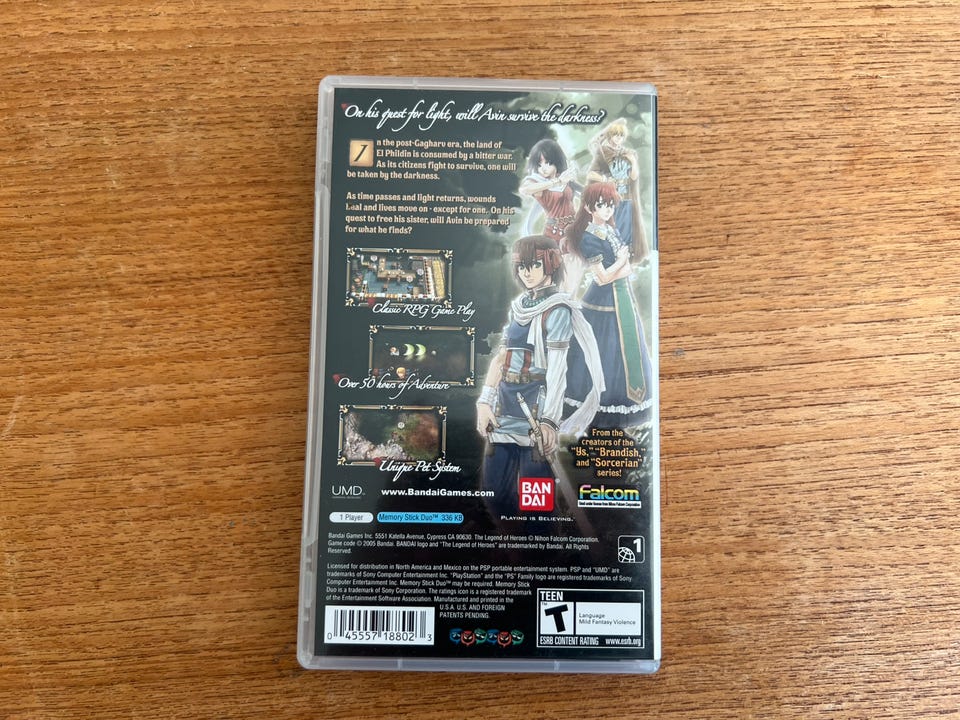 On his quest for light, will Avin survive the darkness?
In the post-Gagharv era, the land of
El Phildin is consumed by a bitter war.
As its citizens fight to survive, one will
be taken by the darkness.
As time passes and light returns, wounds
heal and lives move on - except for one. On his
quest to free his sister, will Avin be prepared
for what he finds?
Classic RPG Game Play
Over 50 hours of Adventure
Unique Pet System
From the
creators of the
"Ys," "Brandish,"
and "Sorcerian"
series!
UMD
www.BandaiGames.com
BAN
DAI
PLAYING IS BELIEVING.
Falcom
Used under license from Nihon Falcom Corporation
1 Player
Memory Stick Duo™ 336 KB
Bandai Games Inc. 5551 Katella Avenue, Cypress CA 90630. The Legend of Heroes © Nihon Falcom Corporation.
Game code © 2005 Bandai. BANDAI logo and "The Legend of Heroes" are trademarked by Bandai. All Rights
Reserved.
1
Licensed for distribution in North America and Mexico on the PSP portable entertainment system. PSP and "UMD" are
trademarks of Sony Computer Entertainment Inc. "PlayStation" and the "PS" Family logo are registered trademarks of Sony
Computer Entertainment Inc. Memory Stick Duo™ may be required. Memory Stick
Duo is a trademark of Sony Corporation. The ratings icon is a registered trademark
of the Entertainment Software Association. Manufactured and printed in the
U.S.A. U.S. AND FOREIGN
PATENTS PENDING.
0 45557 18802 3
TEEN
T
Language
Mild Fantasy Violence
ESRB CONTENT RATING www.esrb.org